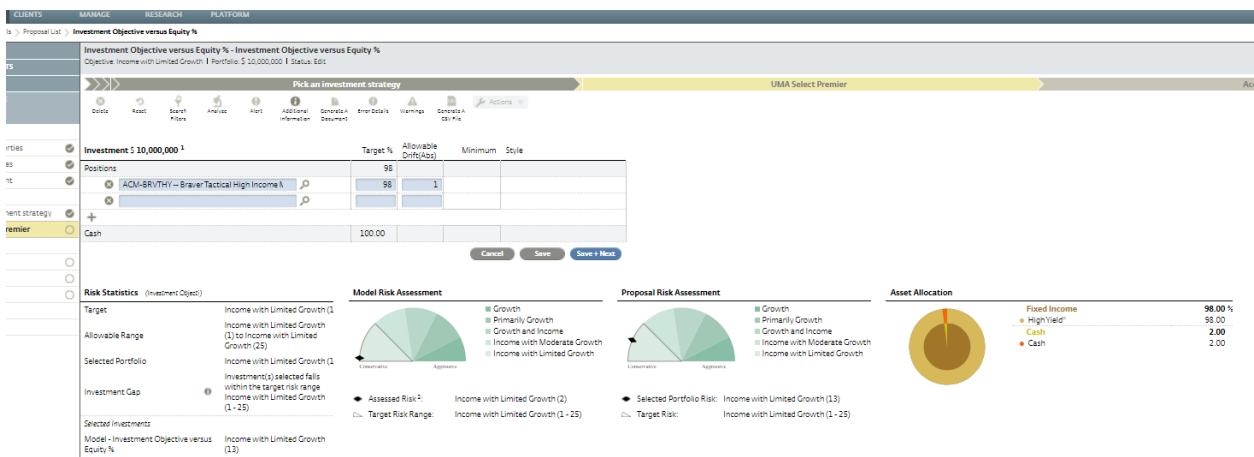 CLIENTS MANAGE RESEARCH PLATFORM
ls > Proposal List > Investment Objective versus Equity %
Investment Objective versus Equity % - Investment Objective versus Equity %
Objective: Income with Limited Growth | Portfolio: $ 10,000,000 | Status: Edit
Pick an investment strategy UMA Select Premier
Delete Reset Search Filters Analyze Alert Additional Information Generate A Document Error Details Warnings Generate A CSV File Actions
Investment $ 10,000,000 1 Target % Allowable Drift(Abs) Minimum Style
Positions 98
ACM-BRVTHY -- Braver Tactical High Income M 98 1
+
Cash 100.00
Cancel Save Save + Next
rties
es
nt
ment strategy
remier
Risk Statistics (Investment Object))
Target Income with Limited Growth (1
Allowable Range Income with Limited Growth (1) to Income with Limited Growth (25)
Selected Portfolio Income with Limited Growth (1
Investment Gap Investment(s) selected falls within the target risk range Income with Limited Growth (1 - 25)
Selected Investments
Model - Investment Objective versus Equity % Income with Limited Growth (13)
Model Risk Assessment
Growth
Primarily Growth
Growth and Income
Income with Moderate Growth
Income with Limited Growth
Conservative Aggressive
Assessed Risk 2: Income with Limited Growth (2)
Target Risk Range: Income with Limited Growth (1 - 25)
Proposal Risk Assessment
Growth
Primarily Growth
Growth and Income
Income with Moderate Growth
Income with Limited Growth
Conservative Aggressive
Selected Portfolio Risk: Income with Limited Growth (13)
Target Risk: Income with Limited Growth (1 - 25)
Asset Allocation
Fixed Income 98.00 %
High Yield* 98.00
Cash 2.00
Cash 2.00